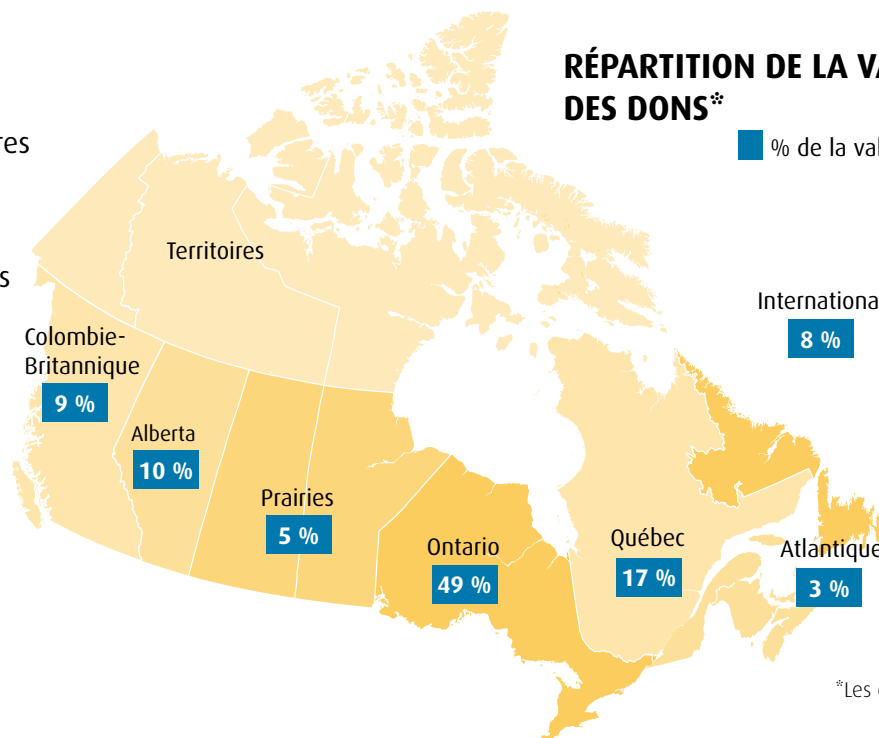 RÉPARTITION DE LA VA
DES DONS*
% de la val
res
s
Territoires
Internationa
8 %
Colombie-
Britannique
9 %
Alberta
10 %
Prairies
5 %
Ontario
49 %
Québec
17 %
Atlantique
3 %
*Les